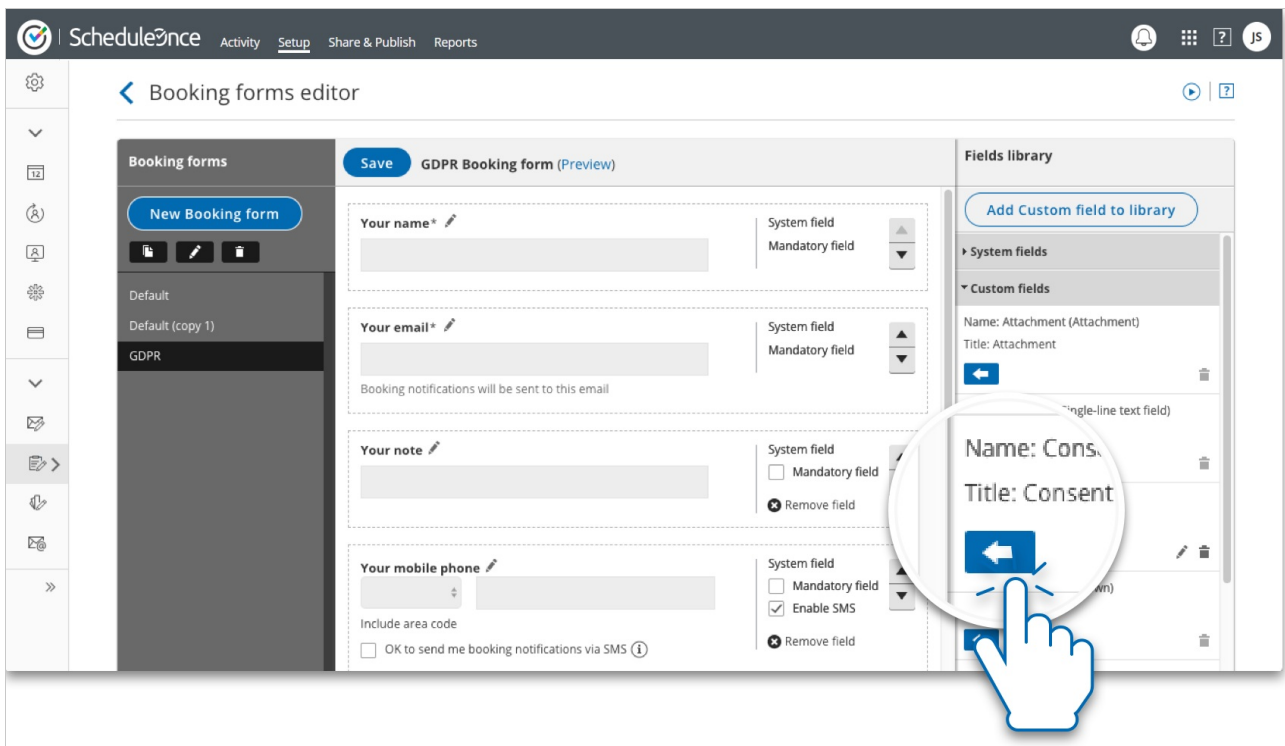 ScheduleOnce Activity Setup Share & Publish Reports ? JS
Booking forms editor ?
12
Booking forms
New Booking form
Default
Default (copy 1)
GDPR
Save GDPR Booking form (Preview)
Your name*
System field
Mandatory field
Your email*
System field
Mandatory field
Booking notifications will be sent to this email
Your note
System field
Mandatory field
Remove field
Your mobile phone
System field
Mandatory field
Enable SMS
Include area code
OK to send me booking notifications via SMS i
Remove field
Fields library
Add Custom field to library
System fields
Custom fields
Name: Attachment (Attachment)
Title: Attachment
ingle-line text field)
Name: Cons
Title: Consent
wn)